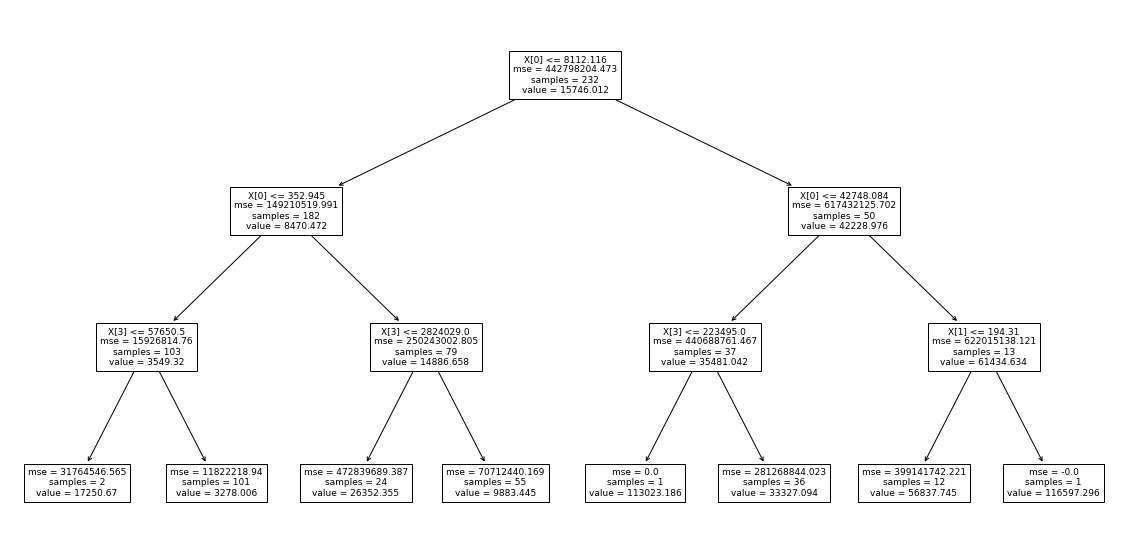 X[0] <= 8112.116
mse = 442798204.473
samples = 232
value = 15746.012
X[0] <= 352.945
mse = 149210519.991
samples = 182
value = 8470.472
X[0] <= 42748.084
mse = 617432125.702
samples = 50
value = 42228.976
X[3] <= 57650.5
mse = 15926814.76
samples = 103
value = 3549.32
X[3] <= 2824029.0
mse = 250243002.805
samples = 79
value = 14886.658
X[3] <= 223495.0
mse = 440688761.467
samples = 37
value = 35481.042
X[1] <= 194.31
mse = 622015138.121
samples = 13
value = 61434.634
mse = 31764546.565
samples = 2
value = 17250.67
mse = 11822218.94
samples = 101
value = 3278.006
mse = 472839689.387
samples = 24
value = 26352.355
mse = 70712440.169
samples = 55
value = 9883.445
mse = 0.0
samples = 1
value = 113023.186
mse = 281268844.023
samples = 36
value = 33327.094
mse = 399141742.221
samples = 12
value = 56837.745
mse = -0.0
samples = 1
value = 116597.296